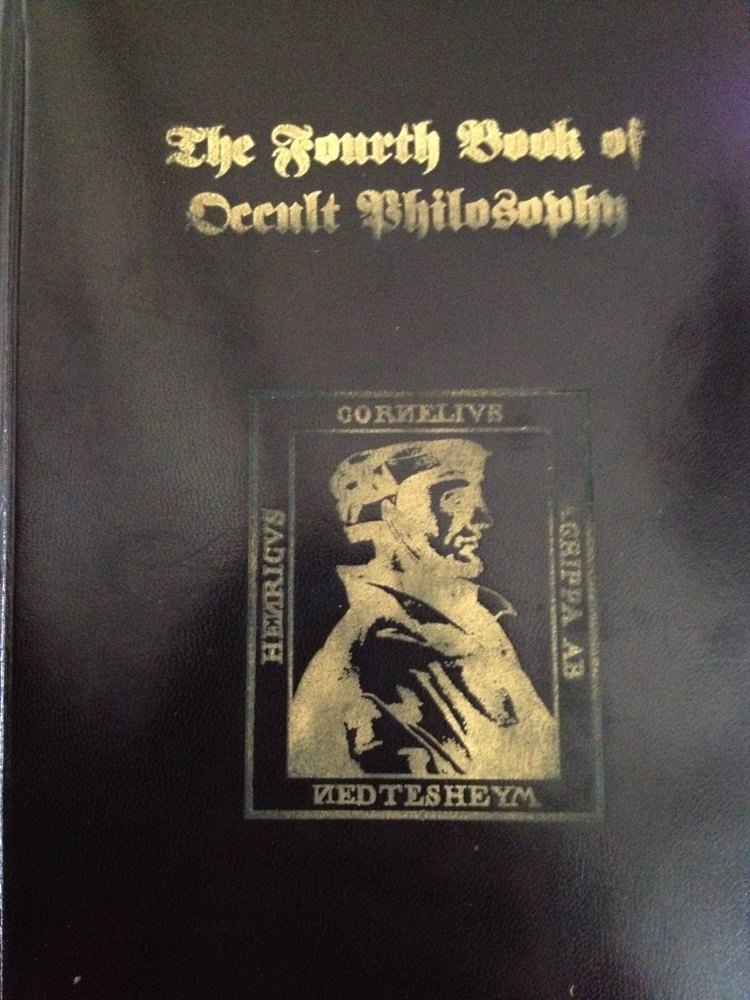 The Fourth Book of
Occult Philosophy
HENRICVS
CORNELIVS
AGRIPPA AB
NEDTESHEYM